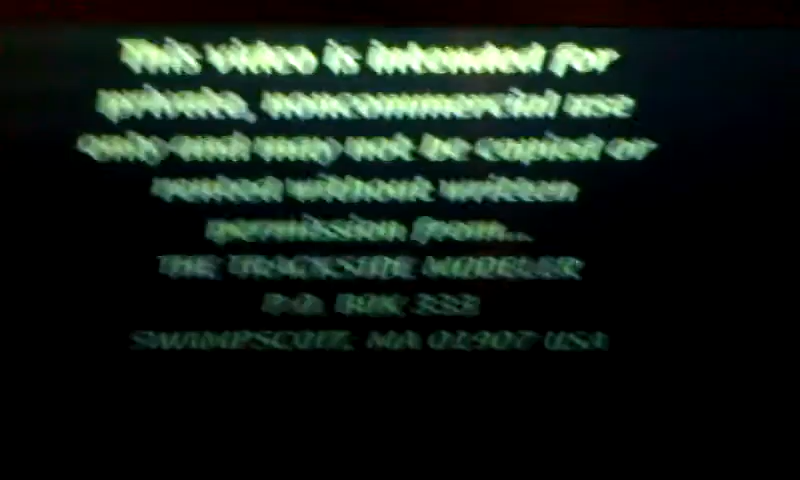 This video is intended for
private, noncommercial use
only and may not be copied or
rented without written
permission from...
THE TRACKSIDE MODELER
P.O. BOX 333
SWAMPSCOTT, MA 01907 USA